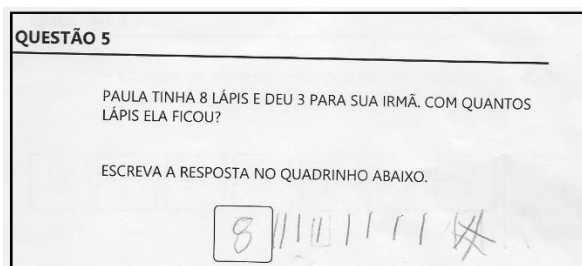 QUESTÃO 5
PAULA TINHA 8 LÁPIS E DEU 3 PARA SUA IRMÃ. COM QUANTOS
LÁPIS ELA FICOU?
ESCREVA A RESPOSTA NO QUADRINHO ABAIXO.
8